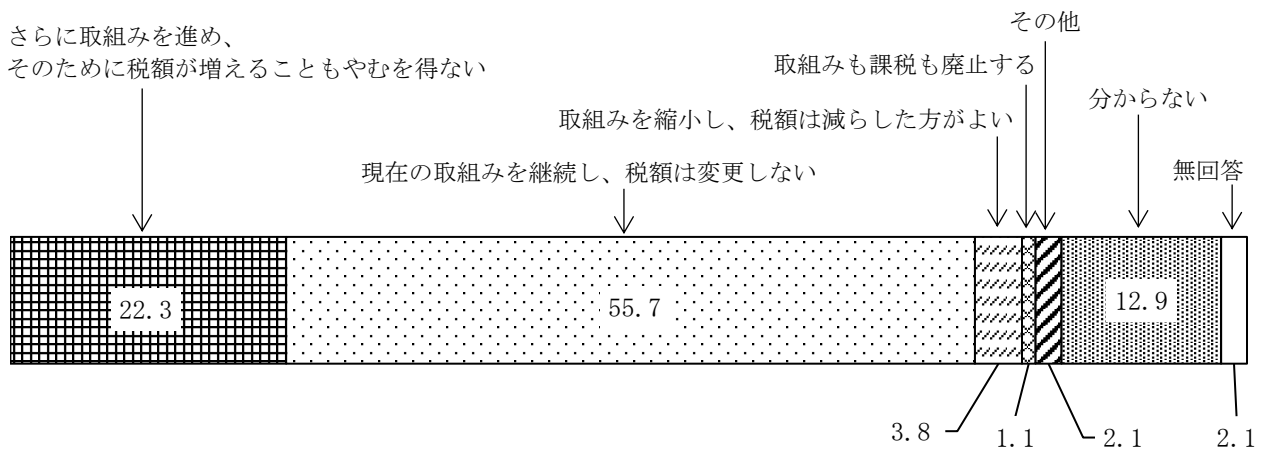 さらに取組みを進め、
そのために税額が増えることもやむを得ない
現在の取組みを継続し、税額は変更しない
取組みを縮小し、税額は減らした方がよい
取組みも課税も廃止する
その他
分からない
無回答
22.3
55.7
3.8
1.1
2.1
12.9
2.1